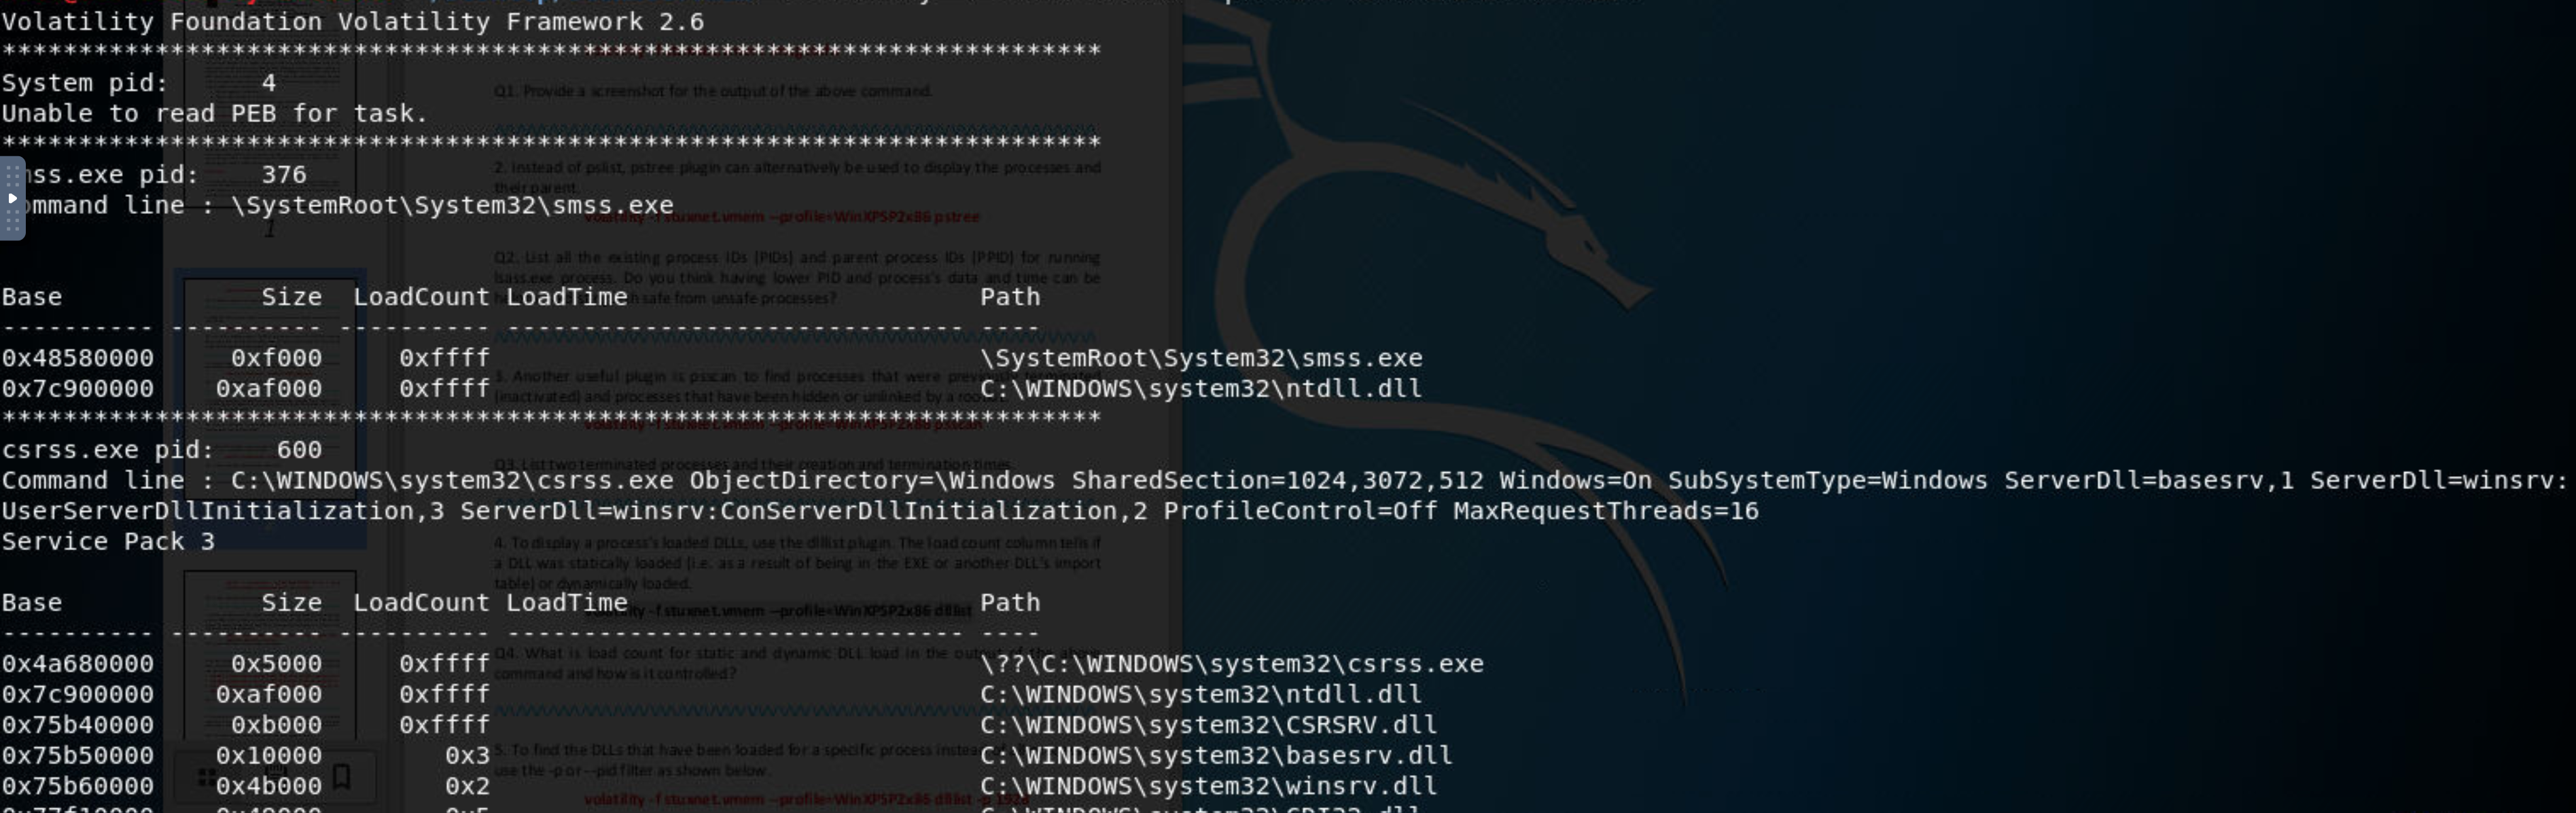 Volatility Foundation Volatility Framework 2.6
************************************************************************
System pid:      4
Unable to read PEB for task.
************************************************************************
pid:    376
: \SystemRoot\System32\smss.exe
1
Base             Size  LoadCount LoadTime                       Path
---------- ---------- ---------- ------------------------------ ----
0x48580000     0xf000     0xffff                                \SystemRoot\System32\smss.exe
0x7c900000    0xaf000     0xffff                                C:\WINDOWS\system32\ntdll.dll
************************************************************************
csrss.exe pid:    600
Command line : C:\WINDOWS\system32\csrss.exe ObjectDirectory=\Windows SharedSection=1024,3072,512 Windows=On SubSystemType=Windows ServerDll=basesrv,1 ServerDll=winsrv:
UserServerDllInitialization,3 ServerDll=winsrv:ConServerDllInitialization,2 ProfileControl=Off MaxRequestThreads=16
Service Pack 3
Base             Size  LoadCount LoadTime                       Path
---------- ---------- ---------- ------------------------------ ----
0x4a680000     0x5000     0xffff                                \??\C:\WINDOWS\system32\csrss.exe
0x7c900000    0xaf000     0xffff                                C:\WINDOWS\system32\ntdll.dll
0x75b40000     0xb000     0xffff                                C:\WINDOWS\system32\CSRSRV.dll
0x75b50000    0x10000        0x3                                C:\WINDOWS\system32\basesrv.dll
0x75b60000    0x4b000        0x2                                C:\WINDOWS\system32\winsrv.dll
Q1. Provide a screenshot for the output of the above command.
2. Instead of pslist, pstree plugin can alternatively be used to display the processes and
their parent.
volatility -f stuxnet.vmem --profile=WinXPSP2x86 pstree
Q2. List all the existing process IDs (PIDs) and parent process IDs (PPID) for running
lsass.exe process. Do you think having lower PID and process's data and time can be
safe from unsafe processes?
3. Another useful plugin is psscan to find processes that were previously terminated
(inactivated) and processes that have been hidden or unlinked by a
volatility -f stuxnet.vmem --profile=WinXPSP2x86 psscan
Q3. List two terminated processes and their creation and termination times.
4. To display a process's loaded DLLs, use the dlllist plugin. The load count column tells if
a DLL was statically loaded (i.e. as a result of being in the EXE or another DLL's import
table) or dynamically loaded.
volatility -f stuxnet.vmem --profile=WinXPSP2x86 dlllist
Q4. What is load count for static and dynamic DLL load in the output of the above
command and how is it controlled?
5. To find the DLLs that have been loaded for a specific process instead of
use the -p or --pid filter as shown below.
volatility -f stuxnet.vmem --profile=WinXPSP2x86 dlllist -p 1928